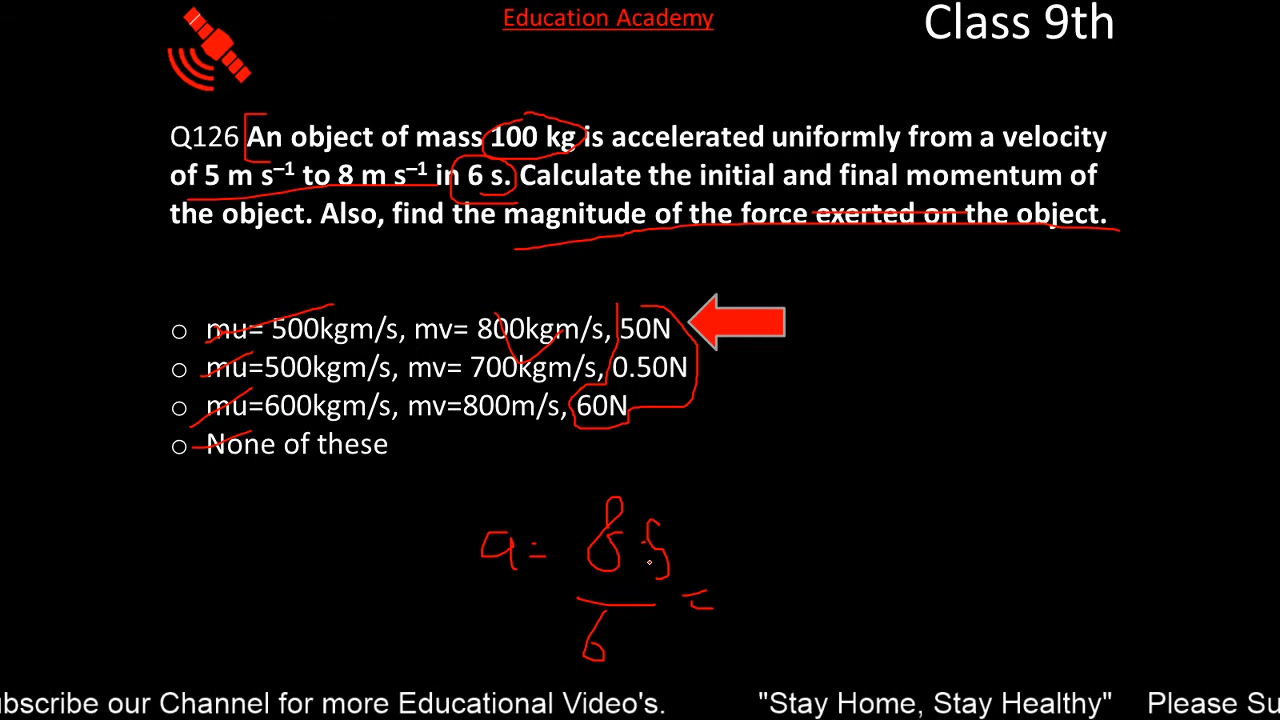 Education Academy
Class 9th
Q126 An object of mass 100 kg is accelerated uniformly from a velocity
of 5 m s⁻¹ to 8 m s⁻¹ in 6 s. Calculate the initial and final momentum of
the object. Also, find the magnitude of the force exerted on the object.
o mu= 500kgm/s, mv= 800kgm/s, 50N
o mu=500kgm/s, mv= 700kgm/s, 0.50N
o mu=600kgm/s, mv=800m/s, 60N
o None of these
a = 8-5
6 =
ubscribe our Channel for more Educational Video's. "Stay Home, Stay Healthy" Please Su